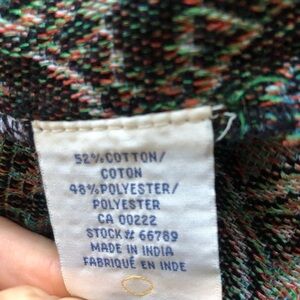 52% COTTON/
COTON
48% POLYESTER/
POLYESTER
CA 00222
STOCK# 66789
MADE IN INDIA
FABRIQUÉ EN INDE